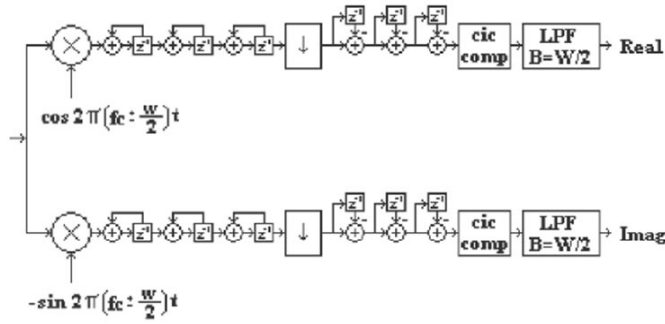 z⁻¹ z⁻¹ z⁻¹
z⁻¹ z⁻¹ z⁻¹ ↓ - - - cic comp LPF B=W/2 Real
cos 2π(fc ± w/2)t
z⁻¹ z⁻¹ z⁻¹
z⁻¹ z⁻¹ z⁻¹ ↓ - - - cic comp LPF B=W/2 Imag
-sin 2π(fc ± w/2)t